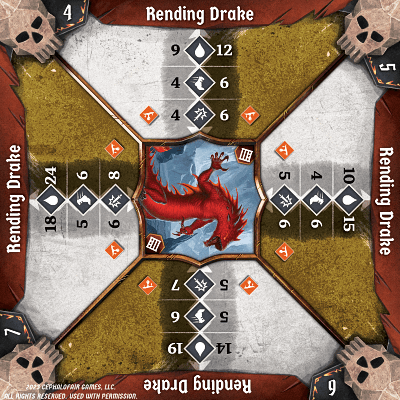 4
Rending Drake
9 12
4 6
4 6
5
Rending Drake
10 15
4 6
5 6
6
Rending Drake
14 19
5 6
5 7
7
Rending Drake
18 24
5 6
6 8
2023 CEPHALOFAIR GAMES, LLC.
ALL RIGHTS RESERVED. USED WITH PERMISSION.